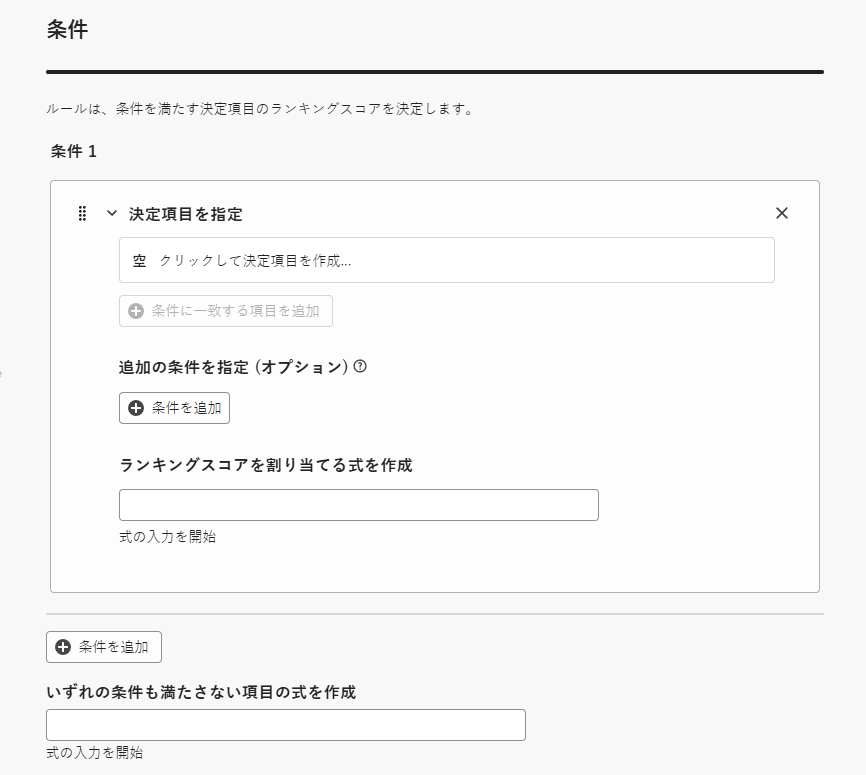 条件
ルールは、条件を満たす決定項目のランキングスコアを決定します。
条件 1
決定項目を指定
空 クリックして決定項目を作成...
条件に一致する項目を追加
追加の条件を指定 (オプション)
条件を追加
ランキングスコアを割り当てる式を作成
式の入力を開始
条件を追加
いずれの条件も満たさない項目の式を作成
式の入力を開始